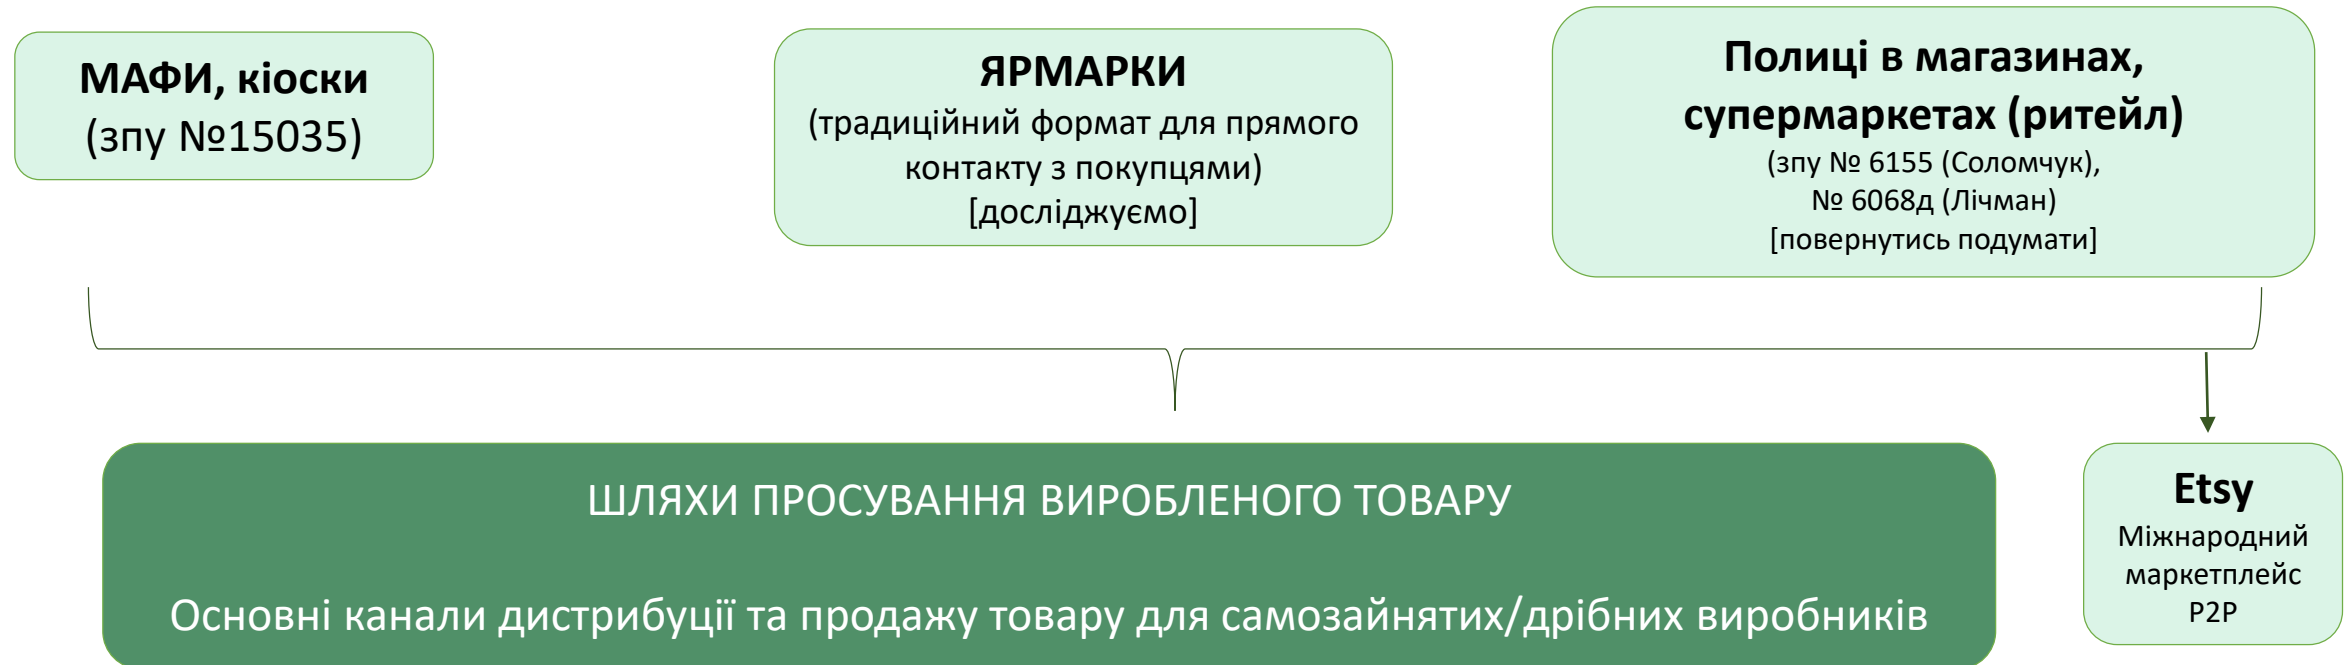 МАФИ, кіоски
(зпу №15035)
ЯРМАРКИ
(традиційний формат для прямого
контакту з покупцями)
[досліджуємо]
Полиці в магазинах,
супермаркетах (ритейл)
(зпу № 6155 (Соломчук),
№ 6068д (Лічман)
[повернутись подумати]
ШЛЯХИ ПРОСУВАННЯ ВИРОБЛЕНОГО ТОВАРУ
Основні канали дистрибуції та продажу товару для самозайнятих/дрібних виробників
Etsy
Міжнародний
маркетплейс
P2P